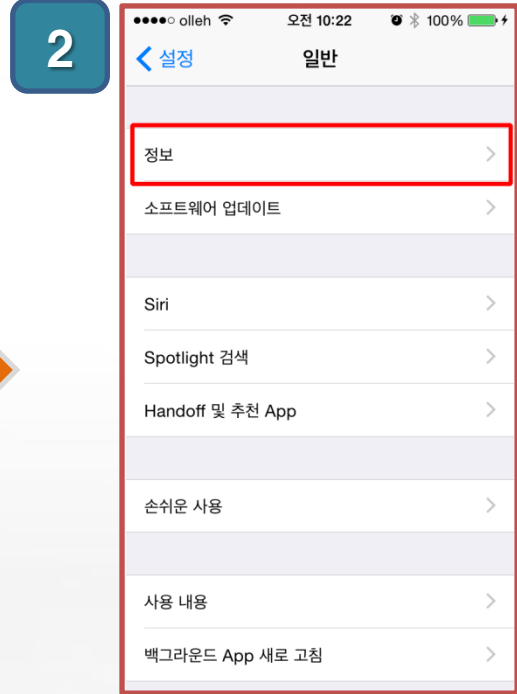 2
olleh 오전 10:22 100%
설정 일반
정보
소프트웨어 업데이트
Siri
Spotlight 검색
Handoff 및 추천 App
손쉬운 사용
사용 내용
백그라운드 App 새로 고침